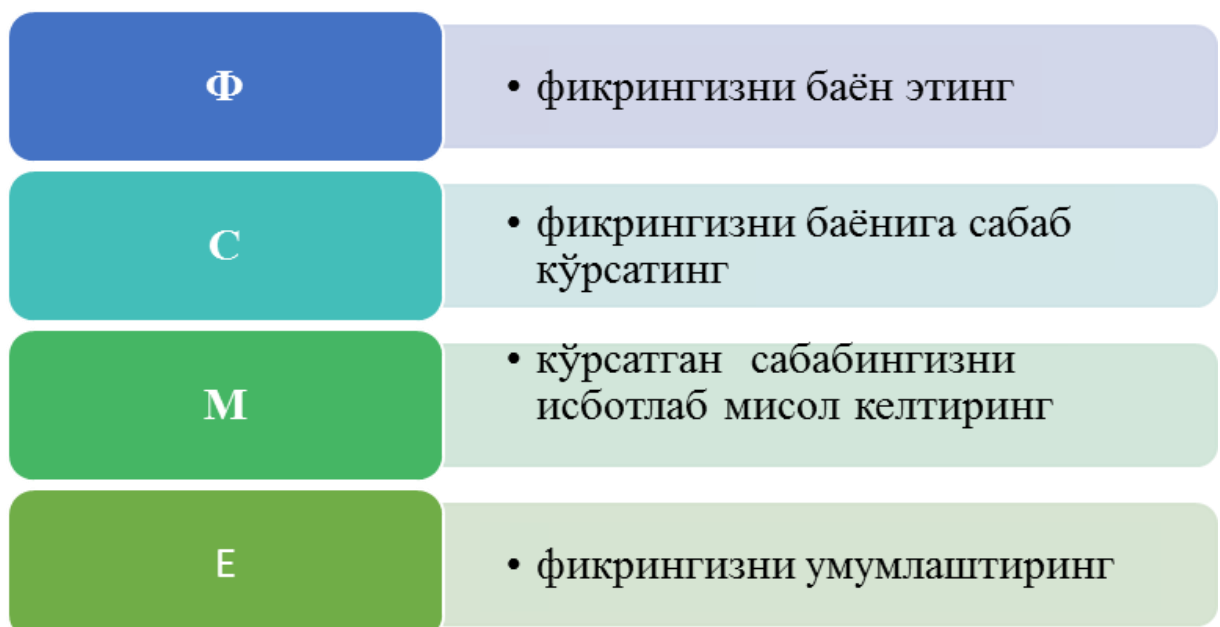 Ф
• фикрингизни баён этинг
С
• фикрингизни баёнига сабаб
кўрсатинг
М
• кўрсатган сабабингизни
исботлаб мисол келтиринг
Е
• фикрингизни умумлаштиринг